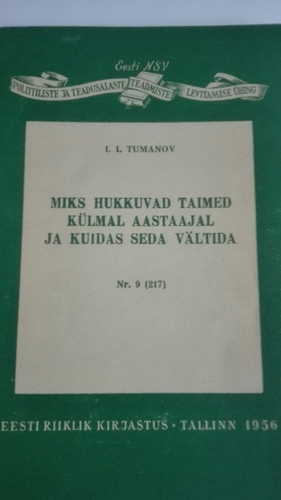 Eesti NSV
POLIITILISTE JA TEADUSALASTE TEADMISTE LEVITAMISE ÜHING
I. I. TUMANOV
MIKS HUKKUVAD TAIMED
KÜLMAL AASTAAJAL
JA KUIDAS SEDA VÄLTIDA
Nr. 9 (217)
EESTI RIIKLIK KIRJASTUS · TALLINN 1956